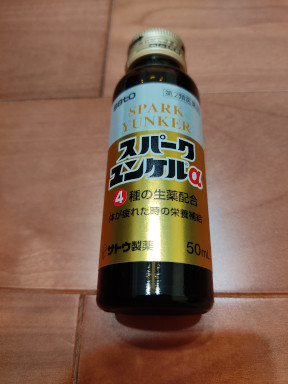 sato
第2類医薬品
SPARK
YUNKER
スパーク
ユンケルα
4種の生薬配合
体が疲れた時の栄養補給
サトウ製薬
50mL